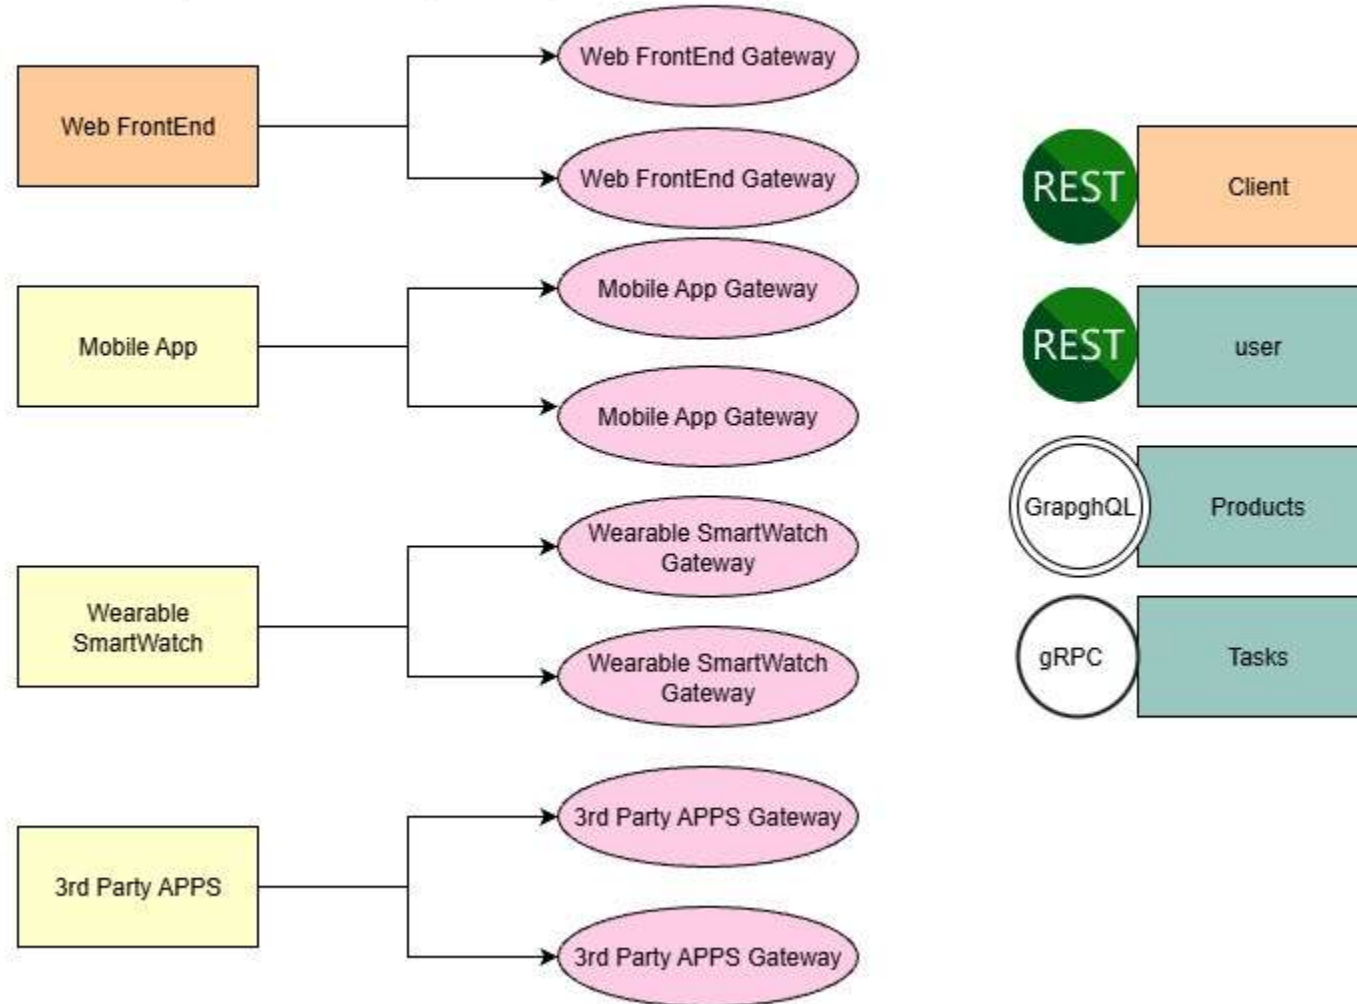 Web FrontEnd
Web FrontEnd Gateway
Web FrontEnd Gateway
Mobile App
Mobile App Gateway
Mobile App Gateway
Wearable
SmartWatch
Wearable SmartWatch
Gateway
Wearable SmartWatch
Gateway
3rd Party APPS
3rd Party APPS Gateway
3rd Party APPS Gateway
REST
Client
REST
user
GrapghQL
Products
gRPC
Tasks